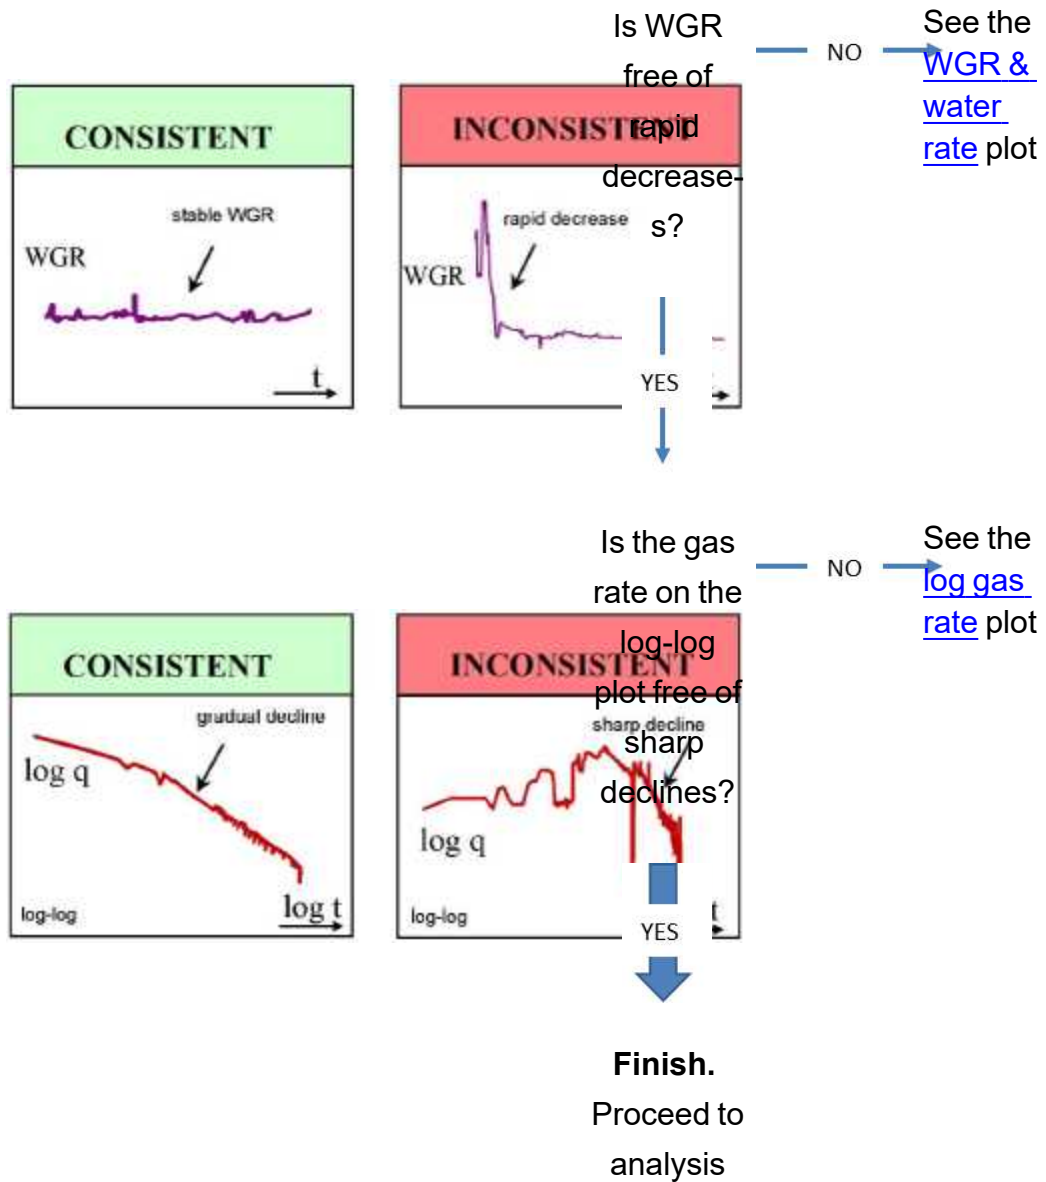 Is WGR
free of
rapid
decrease-
s?
NO
See the
WGR &
water
rate plot
CONSISTENT
stable WGR
WGR
t
INCONSISTENT
rapid decrease
WGR
YES
Is the gas
rate on the
log-log
plot free of
sharp
declines?
NO
See the
log gas
rate plot
CONSISTENT
gradual decline
log q
log t
log-log
INCONSISTENT
sharp decline
log q
log-log
t
YES
Finish.
Proceed to
analysis